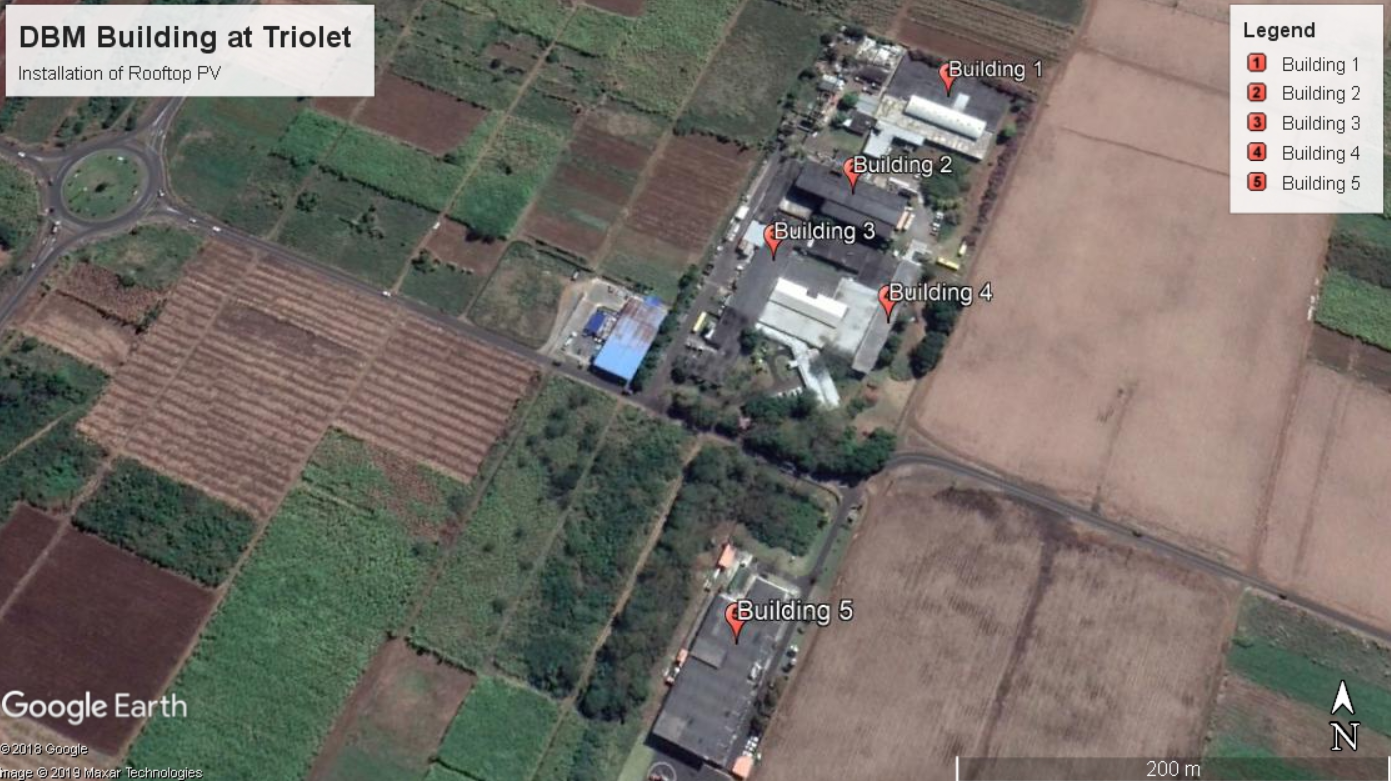 DBM Building at Triolet
Installation of Rooftop PV
Legend
1 Building 1
2 Building 2
3 Building 3
4 Building 4
5 Building 5
Building 1
Building 2
Building 3
Building 4
Building 5
Google Earth
©2018 Google
mage © 2019 Maxar Technologies
N
200 m